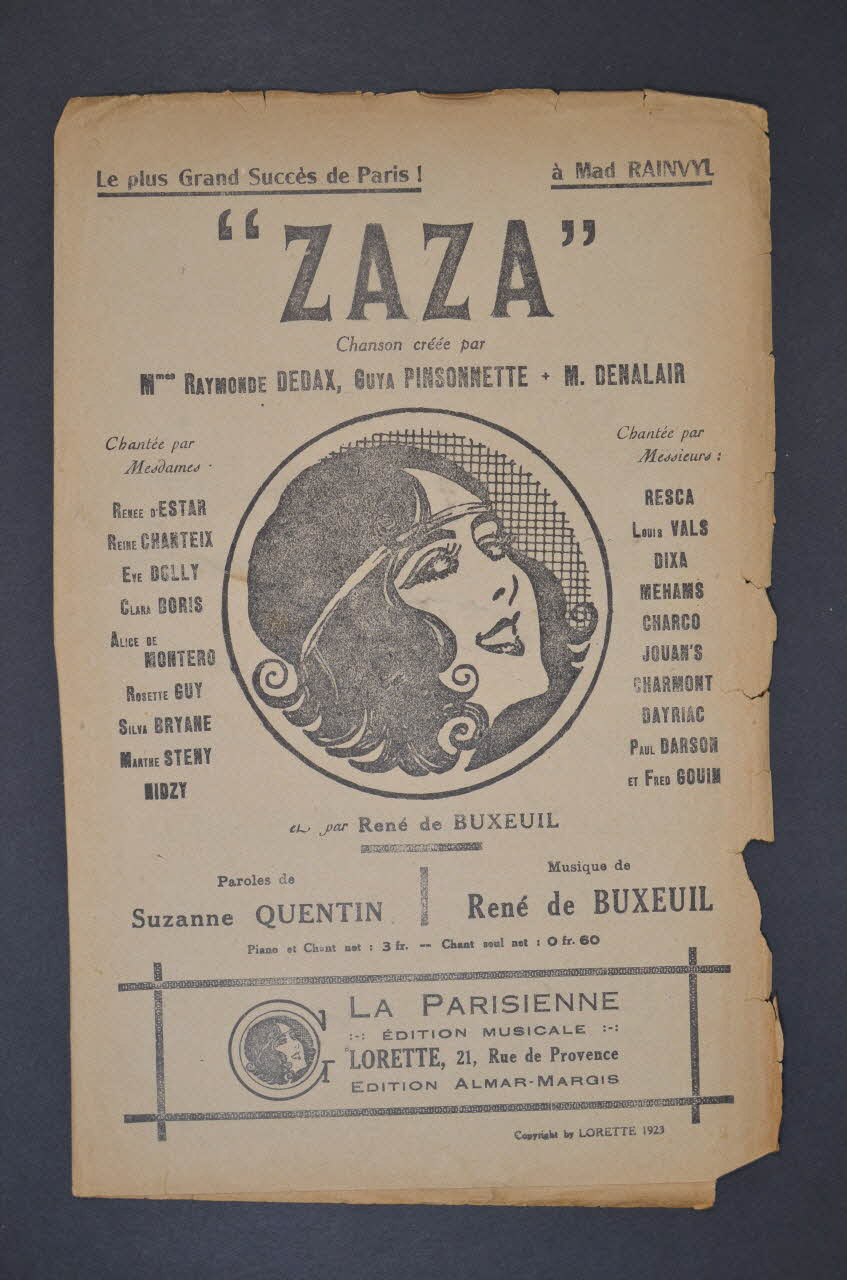 Le plus Grand Succès de Paris !
à Mad RAINVYL
“ZAZA”
Chanson créée par
Mmes RAYMONDE DEDAX, GUYA PINSONNETTE + M. DENALAIR
Chantée par
Mesdames :
RENEE D'ESTAR
REINE CHANTEIX
EVE DOLLY
CLARA DORIS
ALICE DE
MONTERO
ROSETTE GUY
SILVA BRYANE
MARTHE STENY
NIDZY
Chantée par
Messieurs :
RESCA
LOUIS VALS
DIXA
MEHAMS
CHARCO
JOUAN'S
CHARMONT
DAYRIAC
PAUL DARSON
ET FRED GOUIN
et par René de BUXEUIL
Paroles de
Suzanne QUENTIN
Musique de
René de BUXEUIL
Piano et Chant net : 3 fr. -- Chant seul net : 0 fr. 60
LA PARISIENNE
:-: ÉDITION MUSICALE :-:
LORETTE, 21, Rue de Provence
EDITION ALMAR-MARGIS
Copyright by LORETTE 1923